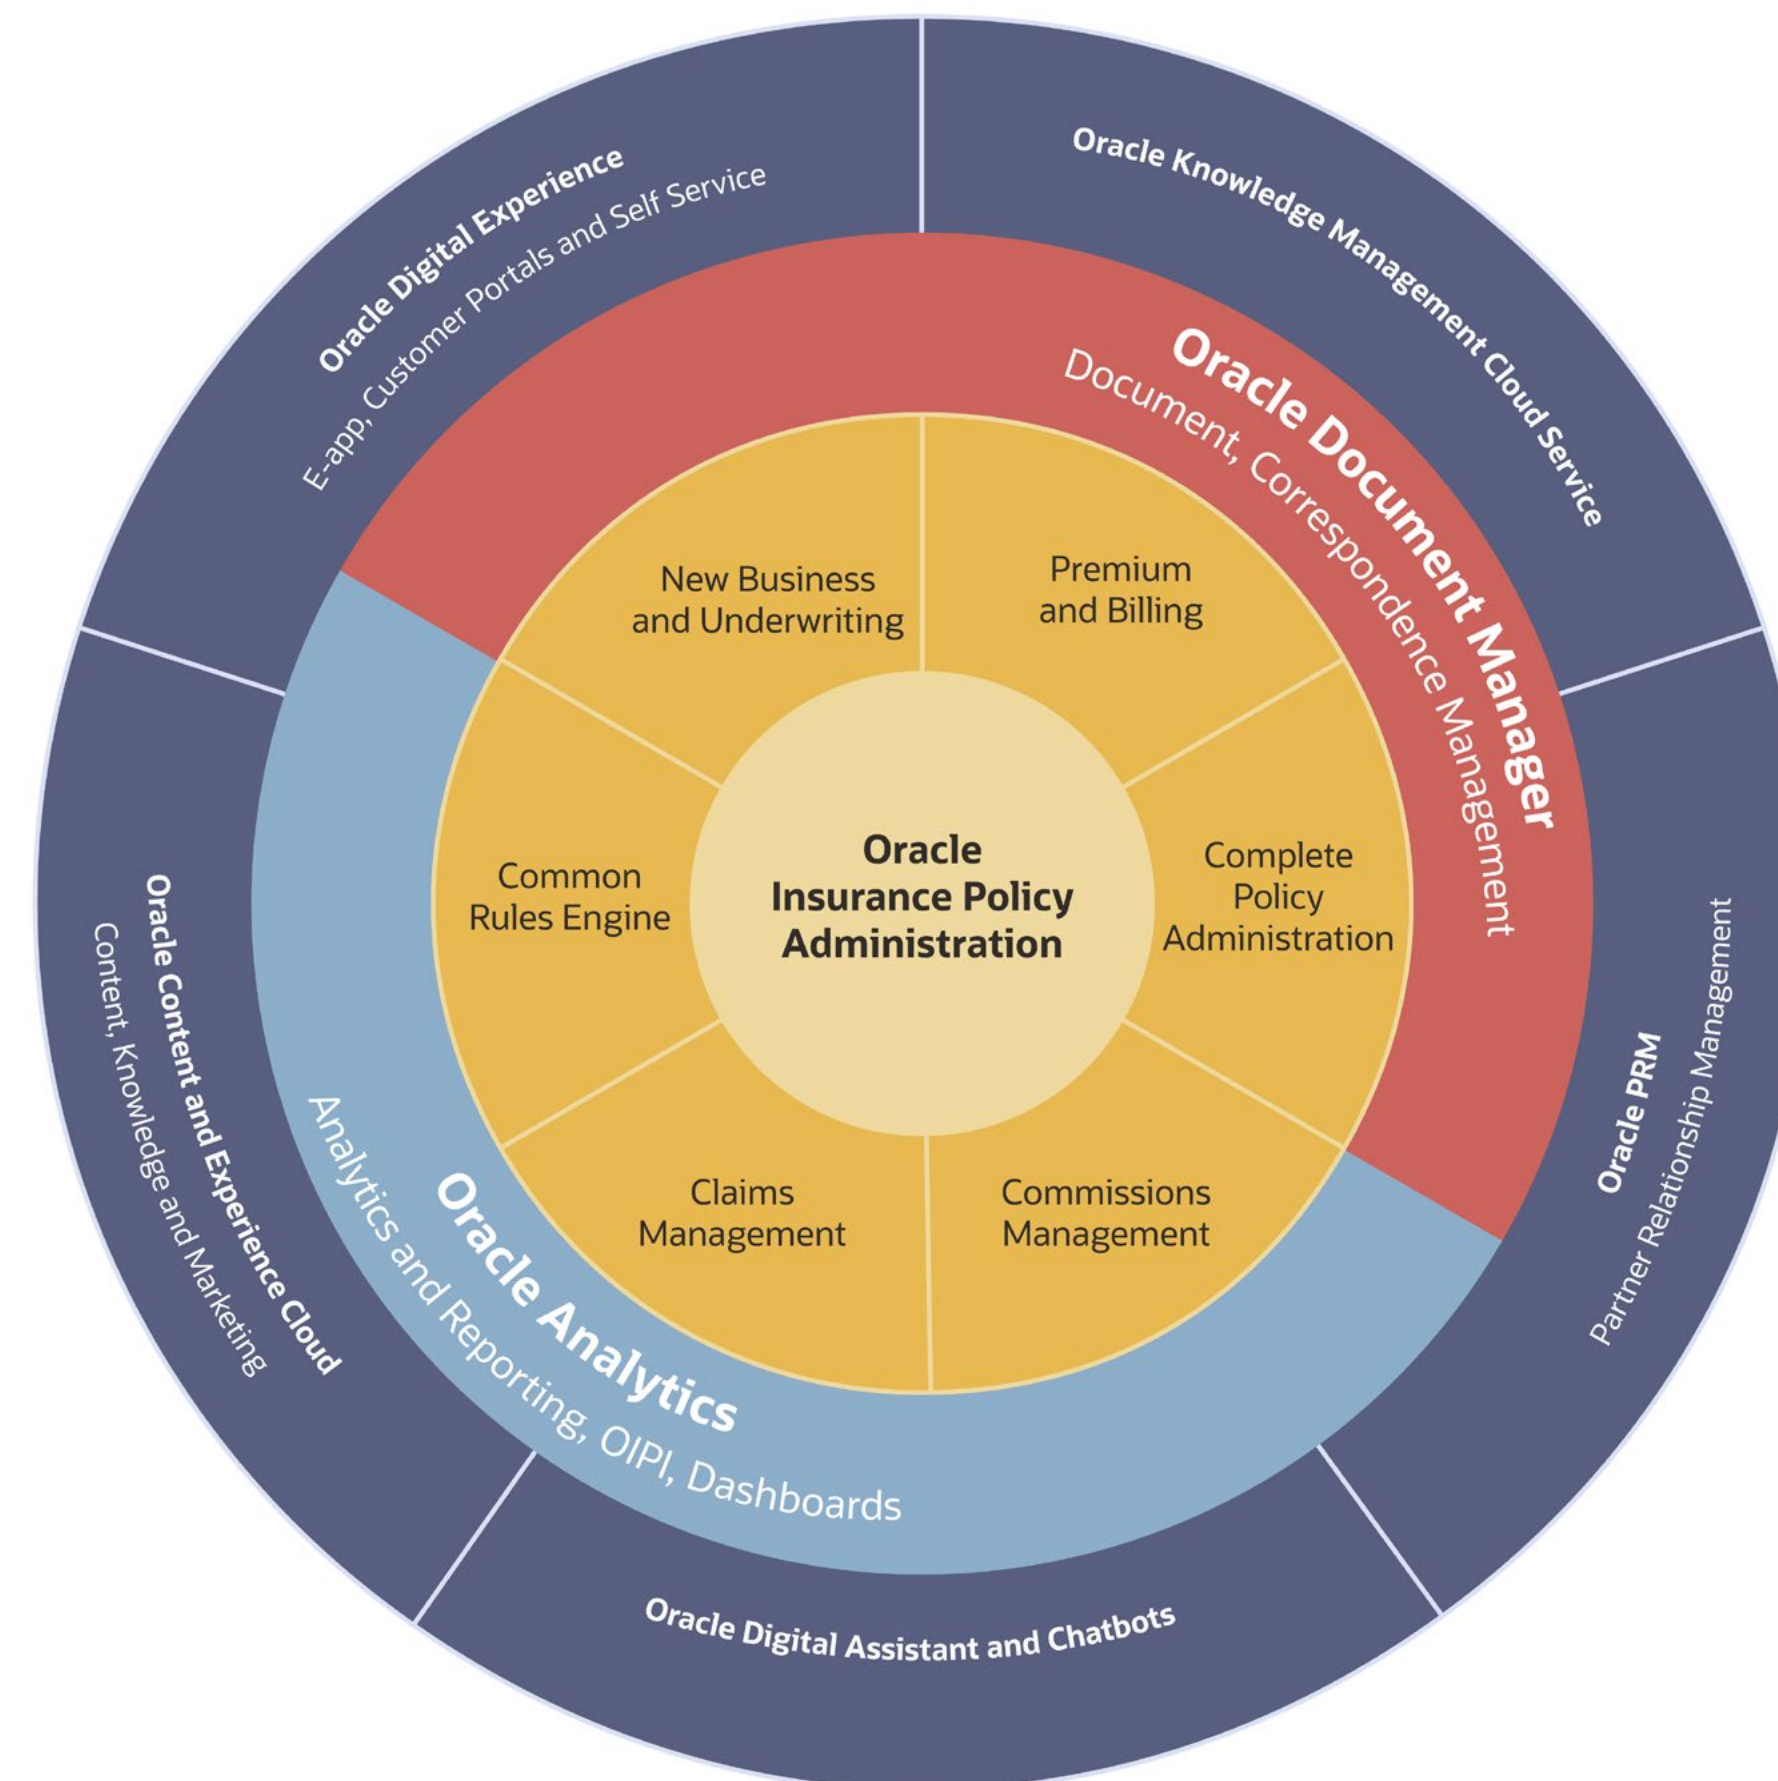 Oracle Digital Experience
E-app, Customer Portals and Self Service
Oracle Knowledge Management Cloud Service
Oracle Document Manager
Document, Correspondence Management
New Business
and Underwriting
Premium
and Billing
Common
Rules Engine
Oracle
Insurance Policy
Administration
Complete
Policy
Administration
Claims
Management
Commissions
Management
Oracle Analytics
Analytics and Reporting, OIPI, Dashboards
Oracle Content and Experience Cloud
Content, Knowledge and Marketing
Oracle PRM
Partner Relationship Management
Oracle Digital Assistant and Chatbots